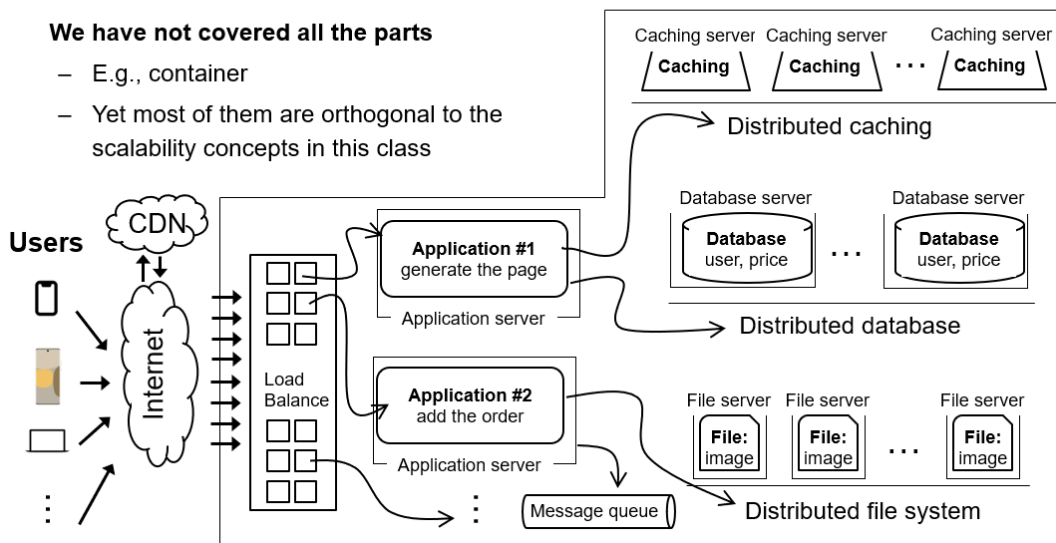 We have not covered all the parts
– E.g., container
– Yet most of them are orthogonal to the
scalability concepts in this class
Caching server Caching server Caching server
Caching Caching ... Caching
Distributed caching
Users
CDN
Internet
Load
Balance
Application #1
generate the page
Application server
Application #2
add the order
Application server
⋮
⋮
Message queue
Database server Database server
Database ... Database
user, price user, price
Distributed database
File server File server File server
File: File: ... File:
image image image
Distributed file system